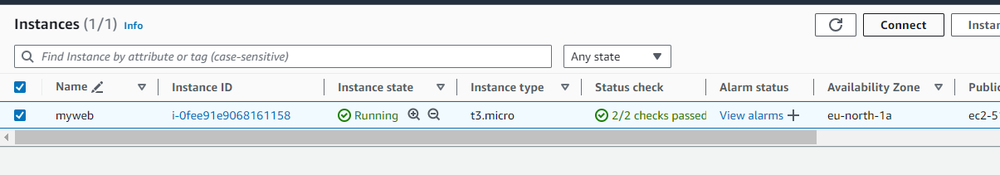 Instances (1/1) Info
Connect
Instan
Find Instance by attribute or tag (case-sensitive)
Any state
Name Instance ID Instance state Instance type Status check Alarm status Availability Zone Public
myweb i-0fee91e9068161158 Running t3.micro 2/2 checks passed View alarms + eu-north-1a ec2-5